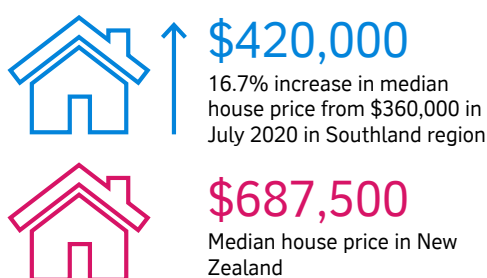 $420,000
16.7% increase in median
house price from $360,000 in
July 2020 in Southland region
$687,500
Median house price in New
Zealand